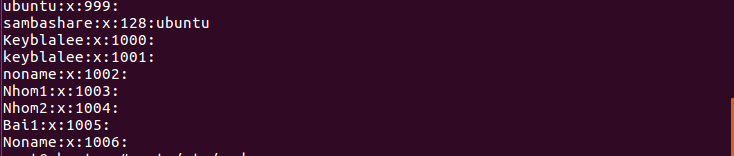 ubuntu:x:999:
sambashare:x:128:ubuntu
Keyblalee:x:1000:
keyblalee:x:1001:
noname:x:1002:
Nhom1:x:1003:
Nhom2:x:1004:
Bai1:x:1005:
Noname:x:1006: